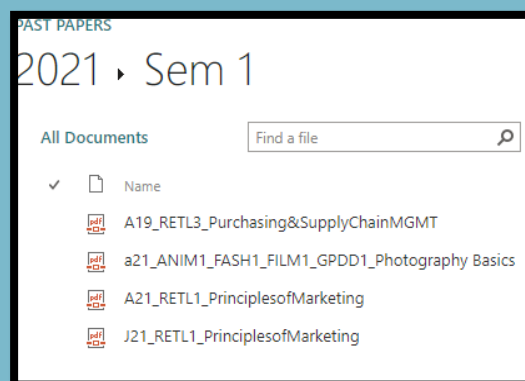 PAST PAPERS
2021 ▸ Sem 1
All Documents
Find a file
Name
A19_RETL3_Purchasing&SupplyChainMGMT
a21_ANIM1_FASH1_FILM1_GPDD1_Photography Basics
A21_RETL1_PrinciplesofMarketing
J21_RETL1_PrinciplesofMarketing